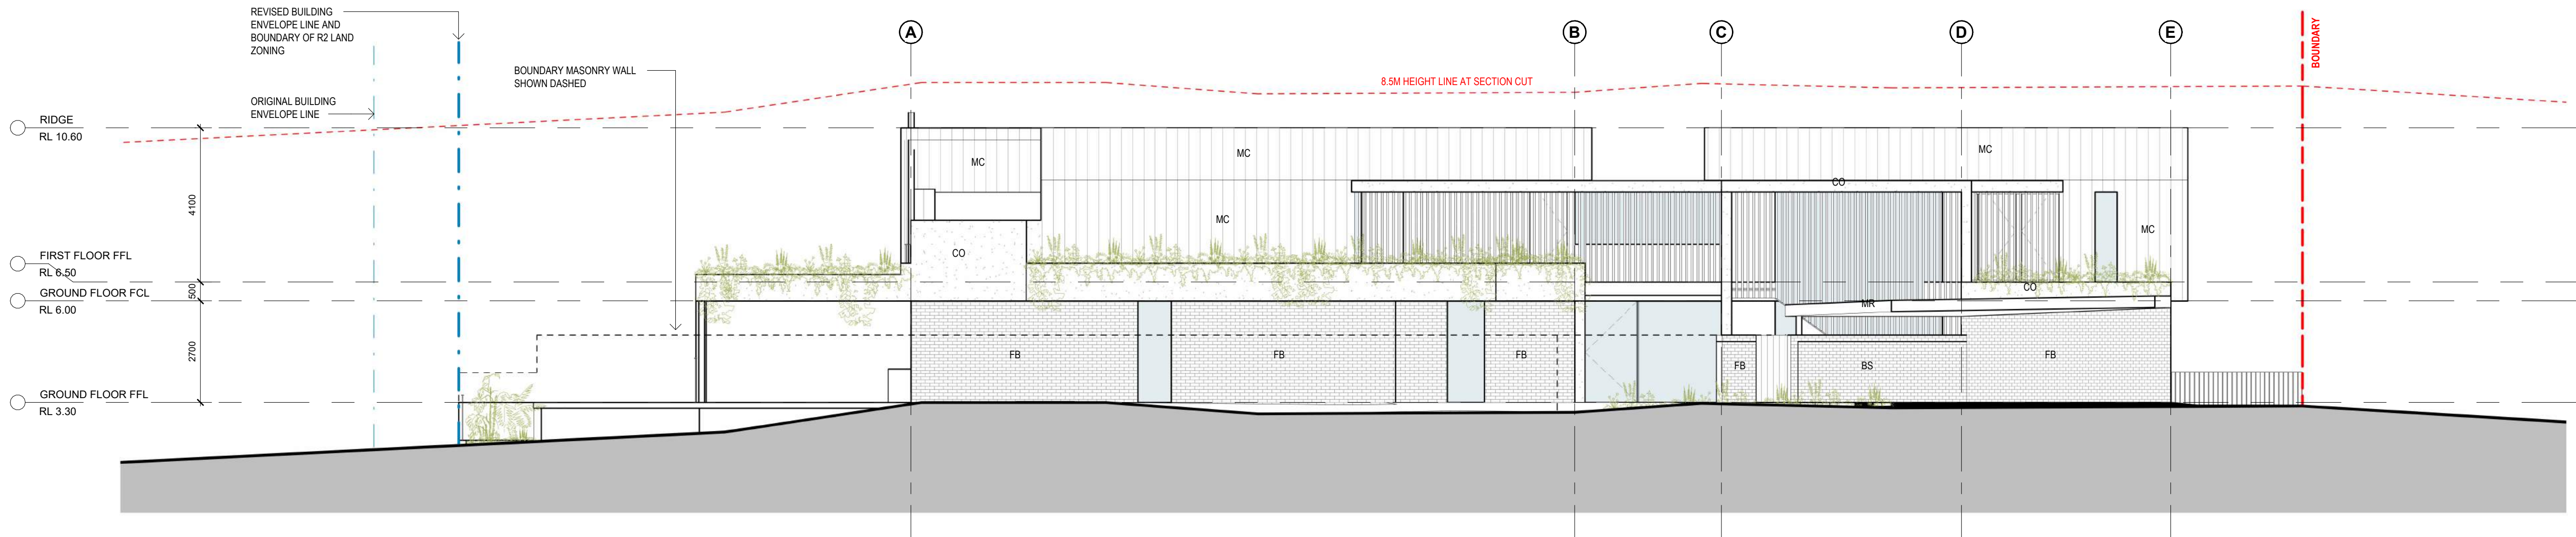 REVISED BUILDING
ENVELOPE LINE AND
BOUNDARY OF R2 LAND
ZONING
A
B
C
D
E
BOUNDARY
BOUNDARY MASONRY WALL
SHOWN DASHED
8.5M HEIGHT LINE AT SECTION CUT
ORIGINAL BUILDING
ENVELOPE LINE
RIDGE
RL 10.60
MC
MC
MC
CO
4100
MC
MC
CO
FIRST FLOOR FFL
RL 6.50
CO
500
GROUND FLOOR FCL
RL 6.00
MR
2700
FB
FB
FB
FB
BS
FB
GROUND FLOOR FFL
RL 3.30